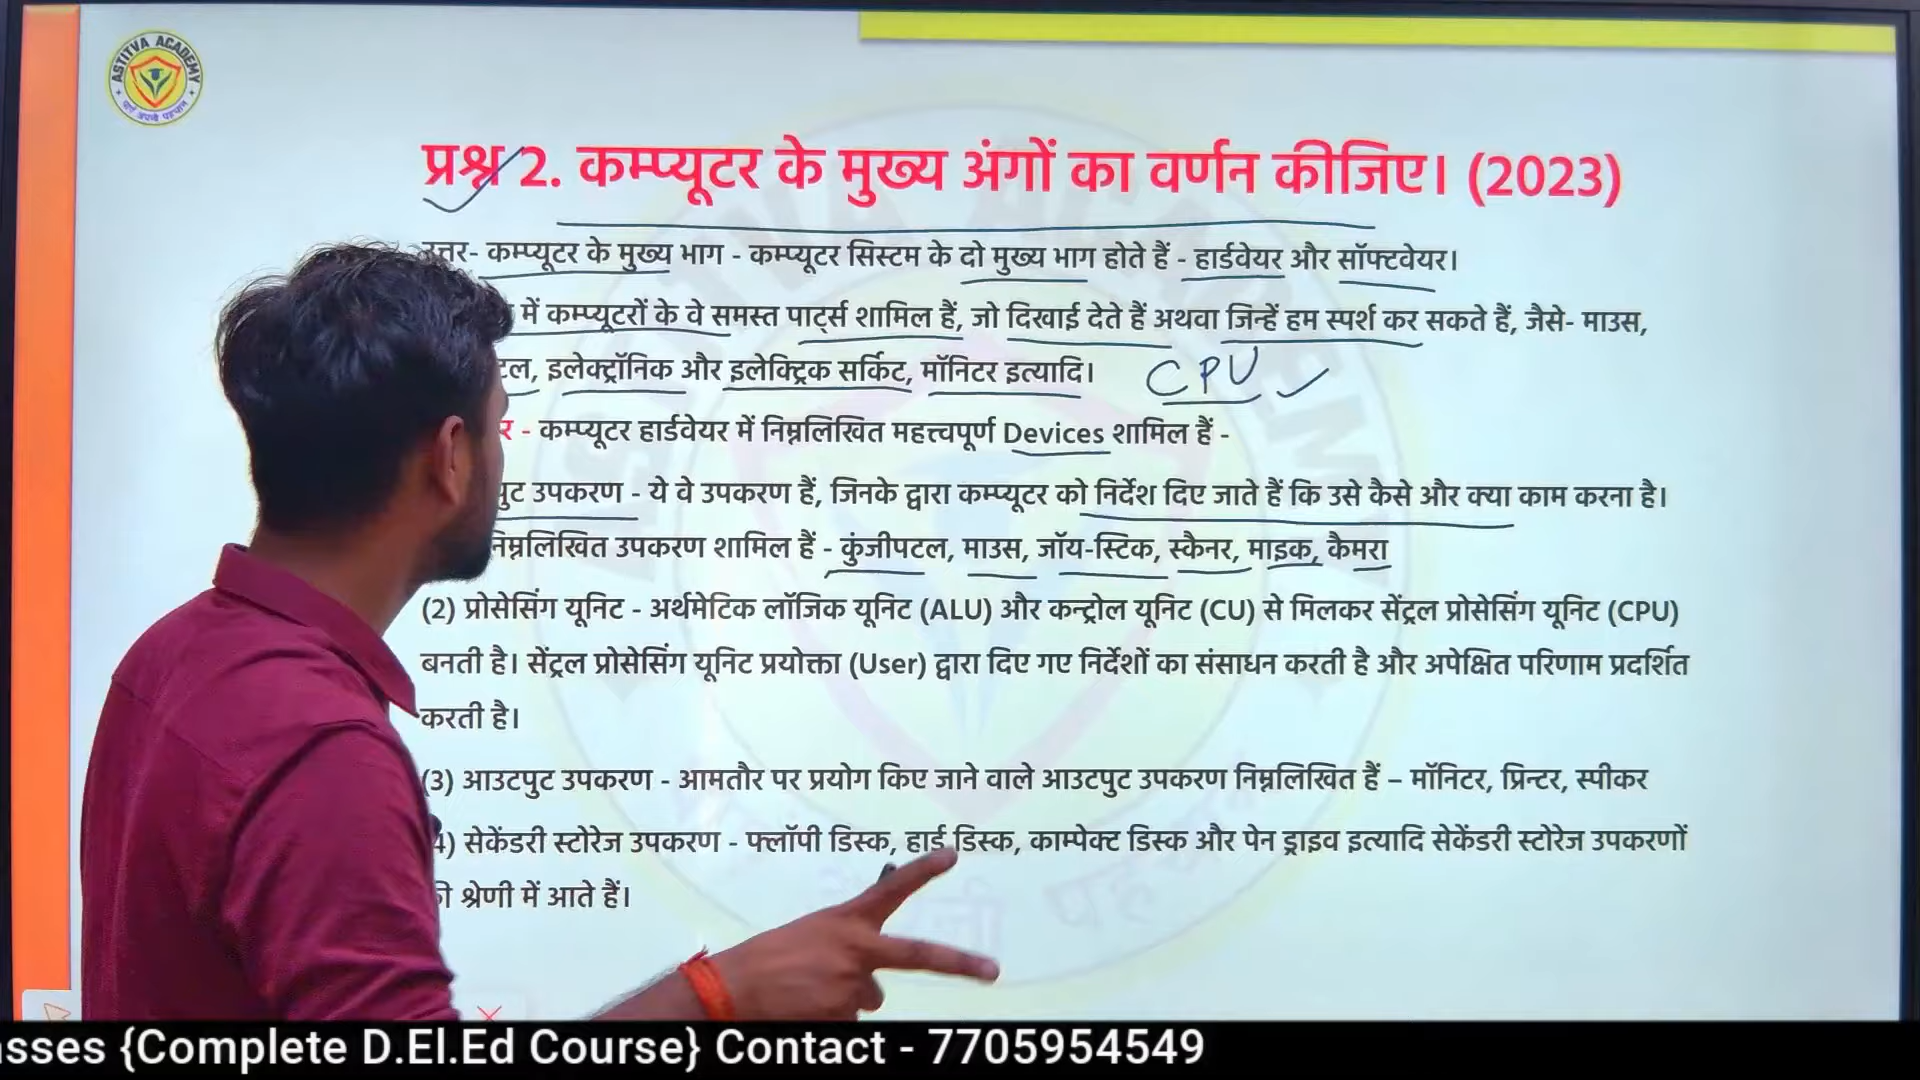 ASTITVA ACADEMY
प्रश्न 2. कम्प्यूटर के मुख्य अंगों का वर्णन कीजिए। (2023)
उत्तर- कम्प्यूटर के मुख्य भाग - कम्प्यूटर सिस्टम के दो मुख्य भाग होते हैं - हार्डवेयर और सॉफ्टवेयर।
में कम्प्यूटरों के वे समस्त पार्ट्स शामिल हैं, जो दिखाई देते हैं अथवा जिन्हें हम स्पर्श कर सकते हैं, जैसे- माउस,
इलेक्ट्रॉनिक और इलेक्ट्रिक सर्किट, मॉनिटर इत्यादि। CPU
- कम्प्यूटर हार्डवेयर में निम्नलिखित महत्त्वपूर्ण Devices शामिल हैं -
उपकरण - ये वे उपकरण हैं, जिनके द्वारा कम्प्यूटर को निर्देश दिए जाते हैं कि उसे कैसे और क्या काम करना है।
निम्नलिखित उपकरण शामिल हैं - कुंजीपटल, माउस, जॉय-स्टिक, स्कैनर, माइक, कैमरा
(2) प्रोसेसिंग यूनिट - अर्थमेटिक लॉजिक यूनिट (ALU) और कन्ट्रोल यूनिट (CU) से मिलकर सेंट्रल प्रोसेसिंग यूनिट (CPU)
बनती है। सेंट्रल प्रोसेसिंग यूनिट प्रयोक्ता (User) द्वारा दिए गए निर्देशों का संसाधन करती है और अपेक्षित परिणाम प्रदर्शित
करती है।
(3) आउटपुट उपकरण - आमतौर पर प्रयोग किए जाने वाले आउटपुट उपकरण निम्नलिखित हैं – मॉनिटर, प्रिन्टर, स्पीकर
4) सेकेंडरी स्टोरेज उपकरण - फ्लॉपी डिस्क, हार्ड डिस्क, काम्पेक्ट डिस्क और पेन ड्राइव इत्यादि सेकेंडरी स्टोरेज उपकरणों
श्रेणी में आते हैं।
asses {Complete D.El.Ed Course} Contact - 7705954549